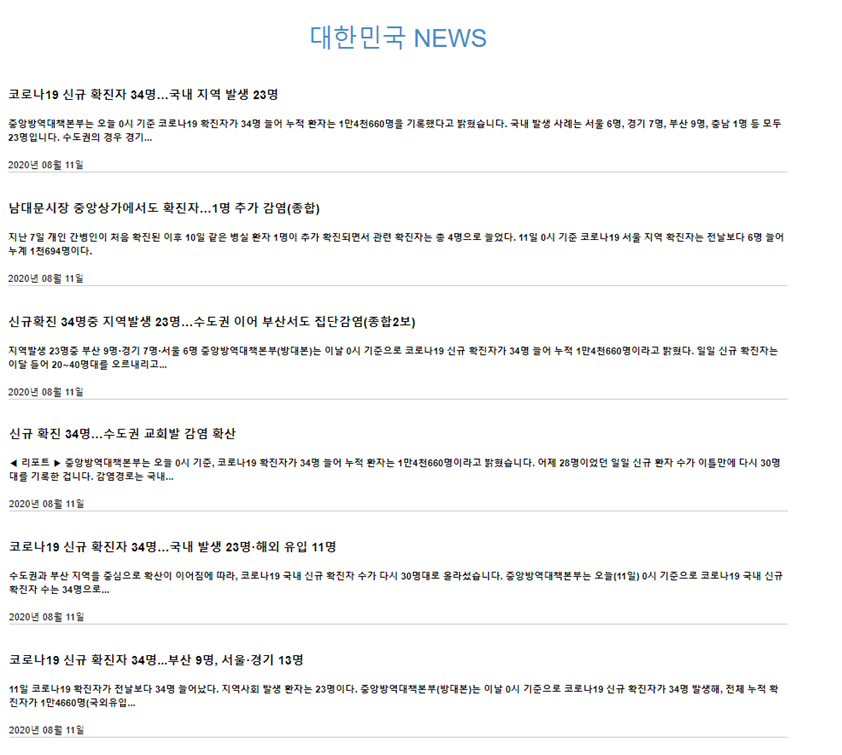 대한민국 NEWS
코로나19 신규 확진자 34명…국내 지역 발생 23명
중앙방역대책본부는 오늘 0시 기준 코로나19 확진자가 34명 늘어 누적 환자는 1만4천660명을 기록했다고 밝혔습니다. 국내 발생 사례는 서울 6명, 경기 7명, 부산 9명, 충남 1명 등 모두
23명입니다. 수도권의 경우 경기...
2020년 08월 11일
남대문시장 중앙상가에서도 확진자…1명 추가 감염(종합)
지난 7일 개인 간병인이 처음 확진된 이후 10일 같은 병실 환자 1명이 추가 확진되면서 관련 확진자는 총 4명으로 늘었다. 11일 0시 기준 코로나19 서울 지역 확진자는 전날보다 6명 늘어
누계 1천694명이다.
2020년 08월 11일
신규확진 34명중 지역발생 23명…수도권 이어 부산서도 집단감염(종합2보)
지역발생 23명중 부산 9명·경기 7명·서울 6명 중앙방역대책본부(방대본)는 이날 0시 기준으로 코로나19 신규 확진자가 34명 늘어 누적 1만4천660명이라고 밝혔다. 일일 신규 확진자는
이달 들어 20~40명대를 오르내리고...
2020년 08월 11일
신규 확진 34명…수도권 교회발 감염 확산
◀ 리포트 ▶ 중앙방역대책본부는 오늘 0시 기준, 코로나19 확진자가 34명 늘어 누적 환자는 1만4천660명이라고 밝혔습니다. 어제 28명이었던 일일 신규 환자 수가 이틀만에 다시 30명
대를 기록한 겁니다. 감염경로는 국내...
2020년 08월 11일
코로나19 신규 확진자 34명…국내 발생 23명·해외 유입 11명
수도권과 부산 지역을 중심으로 확산이 이어짐에 따라, 코로나19 국내 신규 확진자 수가 다시 30명대로 올라섰습니다. 중앙방역대책본부는 오늘(11일) 0시 기준으로 코로나19 국내 신규
확진자 수는 34명으로...
2020년 08월 11일
코로나19 신규 확진자 34명...부산 9명, 서울·경기 13명
11일 코로나19 확진자가 전날보다 34명 늘어났다. 지역사회 발생 환자는 23명이다. 중앙방역대책본부(방대본)는 이날 0시 기준으로 코로나19 신규 확진자가 34명 발생해, 전체 누적 확
진자가 1만4660명(국외유입...
2020년 08월 11일